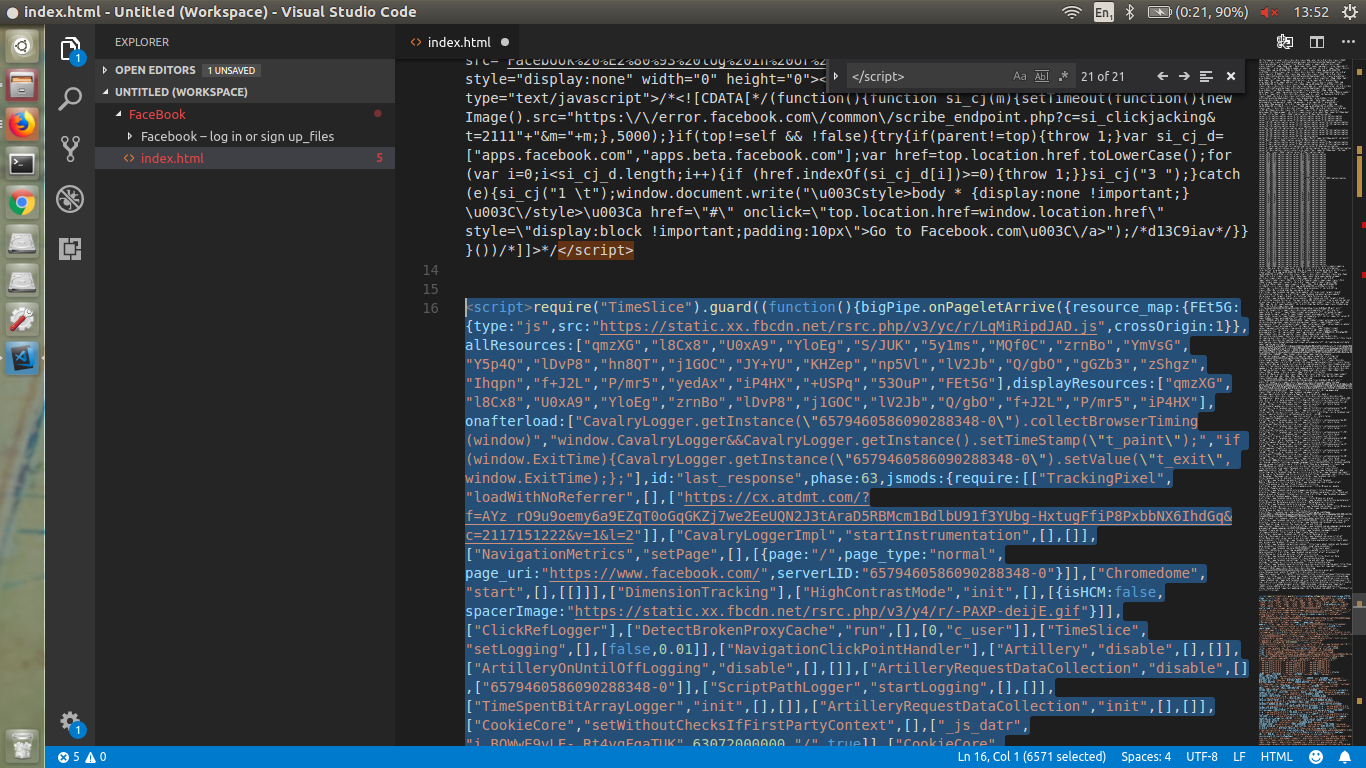 index.html - Untitled (Workspace) - Visual Studio Code
En1
(0:21, 90%)
13:52
EXPLORER
OPEN EDITORS 1 UNSAVED
UNTITLED (WORKSPACE)
FaceBook
Facebook – log in or sign up_files
<> index.html 5
1
1
<> index.html
</script>
Aa Abl .*
21 of 21
style="display:none" width="0" height="0"><
type="text/javascript">/*<![CDATA[*/(function(){function si_cj(m){setTimeout(function(){new
Image().src="https:\/\/error.facebook.com\/common\/scribe_endpoint.php?c=si_clickjacking&
t=2111"+"&m="+m;},5000);}if(top!=self && !false){try{if(parent!=top){throw 1;}var si_cj_d=
["apps.facebook.com","apps.beta.facebook.com"];var href=top.location.href.toLowerCase();for
(var i=0;i<si_cj_d.length;i++){if (href.indexOf(si_cj_d[i])>=0){throw 1;}}si_cj("3 ");}catch
(e){si_cj("1 \t");window.document.write("\u003Cstyle>body * {display:none !important;}
\u003C\/style>\u003Ca href=\"#\" onclick=\"top.location.href=window.location.href\"
style=\"display:block !important;padding:10px\">Go to Facebook.com\u003C\/a>");/*d13C9iav*/}}
}())/*]]>*/</script>
14
15
16 <script>require("TimeSlice").guard((function(){bigPipe.onPageletArrive({resource_map:{FEt5G:
{type:"js",src:"https://static.xx.fbcdn.net/rsrc.php/v3/yc/r/LqMiRipdJAD.js",crossOrigin:1}},
allResources:["qmzXG","l8Cx8","U0xA9","YloEg","S/JUK","5y1ms","MQf0C","zrnBo","YmVsG",
"Y5p4Q","lDvP8","hn8QT","j1GOC","JY+YU","KHZep","np5Vl","lV2Jb","Q/gbO","gGZb3","zShgz",
"Ihqpn","f+J2L","P/mr5","yedAx","iP4HX","+USPq","53OuP","FEt5G"],displayResources:["qmzXG",
"l8Cx8","U0xA9","YloEg","zrnBo","lDvP8","j1GOC","lV2Jb","Q/gbO","f+J2L","P/mr5","iP4HX"],
onafterload:["CavalryLogger.getInstance(\"6579460586090288348-0\").collectBrowserTiming
(window)","window.CavalryLogger&&CavalryLogger.getInstance().setTimeStamp(\"t_paint\");","if
(window.ExitTime){CavalryLogger.getInstance(\"6579460586090288348-0\").setValue(\"t_exit\",
window.ExitTime);};"],id:"last_response",phase:63,jsmods:{require:[["TrackingPixel",
"loadWithNoReferrer",[],["https://cx.atdmt.com/?
f=AYz_rO9u9oemy6a9EZqT0oGqGKZj7we2EeUQN2J3tAraD5RBMcm1BdlbU91f3YUbg-HxtugFfiP8PxbbNX6IhdGq&
c=2117151222&v=1&l=2"]],["CavalryLoggerImpl","startInstrumentation",[],[]],
["NavigationMetrics","setPage",[],[{page:"/",page_type:"normal",
page_uri:"https://www.facebook.com/",serverLID:"6579460586090288348-0"}]],["Chromedome",
"start",[],[[]]],["DimensionTracking"],["HighContrastMode","init",[],[{isHCM:false,
spacerImage:"https://static.xx.fbcdn.net/rsrc.php/v3/y4/r/-PAXP-deijE.gif"}]],
["ClickRefLogger"],["DetectBrokenProxyCache","run",[],[0,"c_user"]],["TimeSlice",
"setLogging",[],[false,0.01]],["NavigationClickPointHandler"],["Artillery","disable",[],[]],
["ArtilleryOnUntilOffLogging","disable",[],[]],["ArtilleryRequestDataCollection","disable",[]
,["6579460586090288348-0"]],["ScriptPathLogger","startLogging",[],[]],
["TimeSpentBitArrayLogger","init",[],[]],["ArtilleryRequestDataCollection","init",[],[]],
["CookieCore","setWithoutChecksIfFirstPartyContext",[],["_js_datr",
5 0
Ln 16, Col 1 (6571 selected)
Spaces: 4
UTF-8
LF
HTML